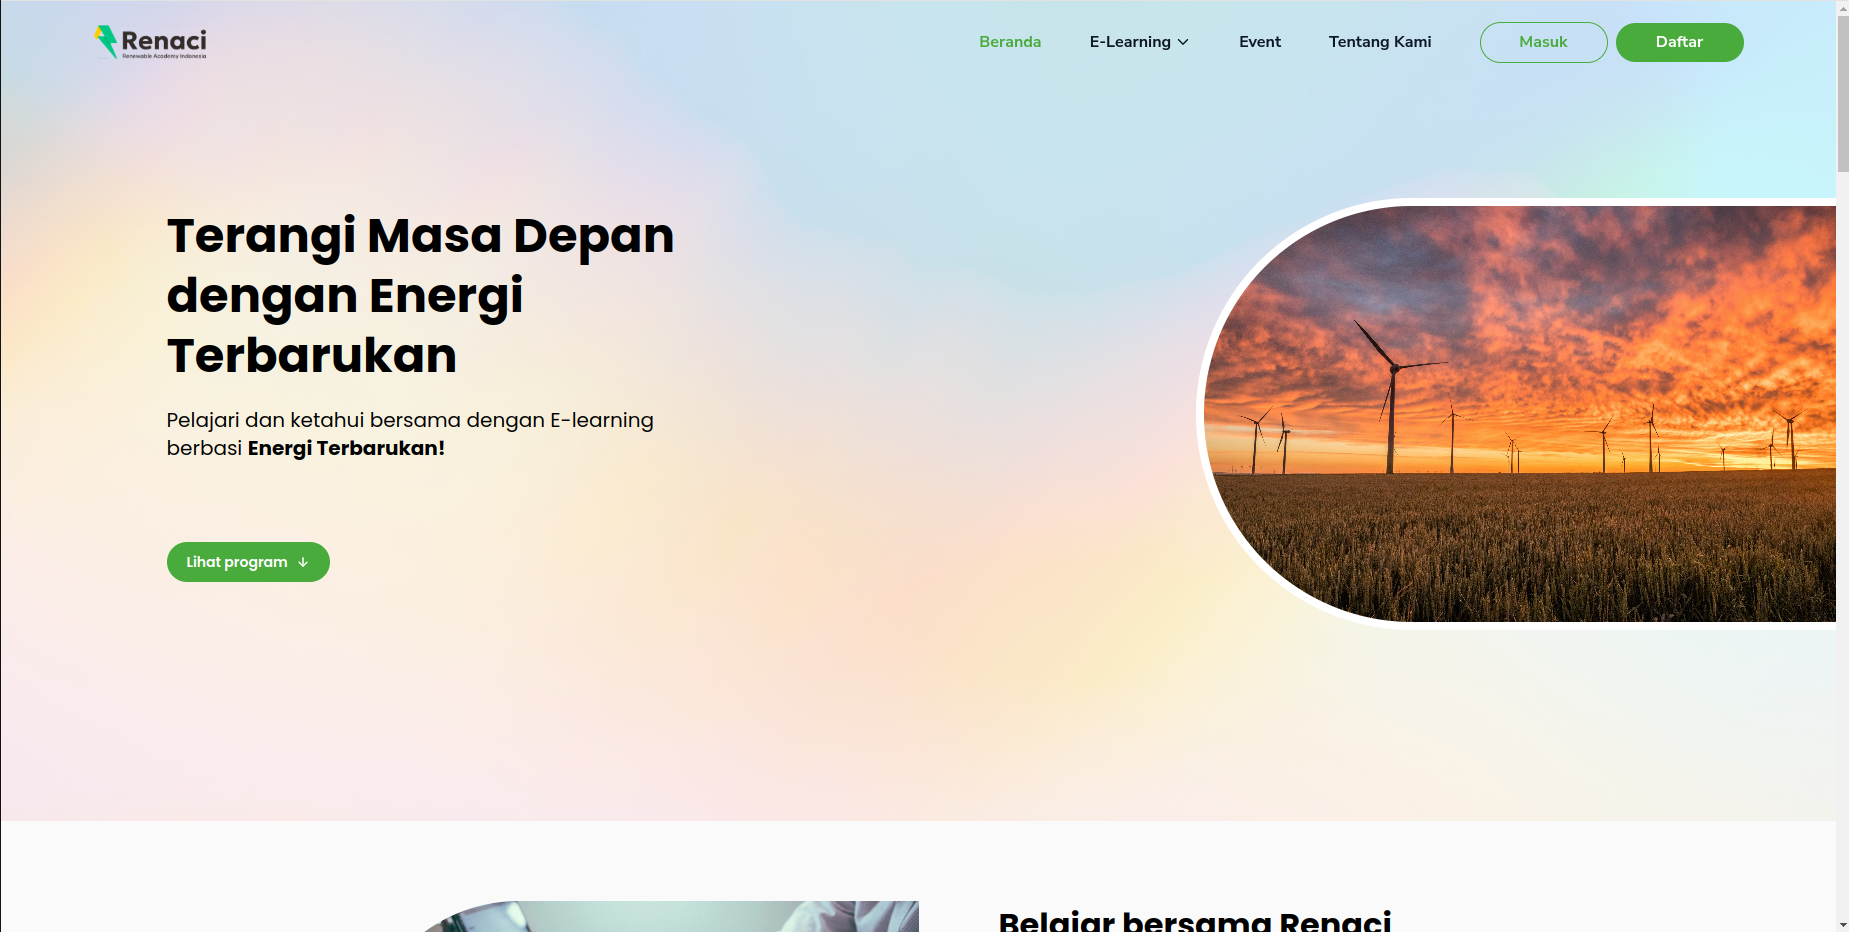 Renaci
Renewable Academy Indonesia
Beranda
E-Learning
Event
Tentang Kami
Masuk
Daftar
Terangi Masa Depan
dengan Energi
Terbarukan
Pelajari dan ketahui bersama dengan E-learning
berbasi Energi Terbarukan!
Lihat program
Belajar bersama Renaci